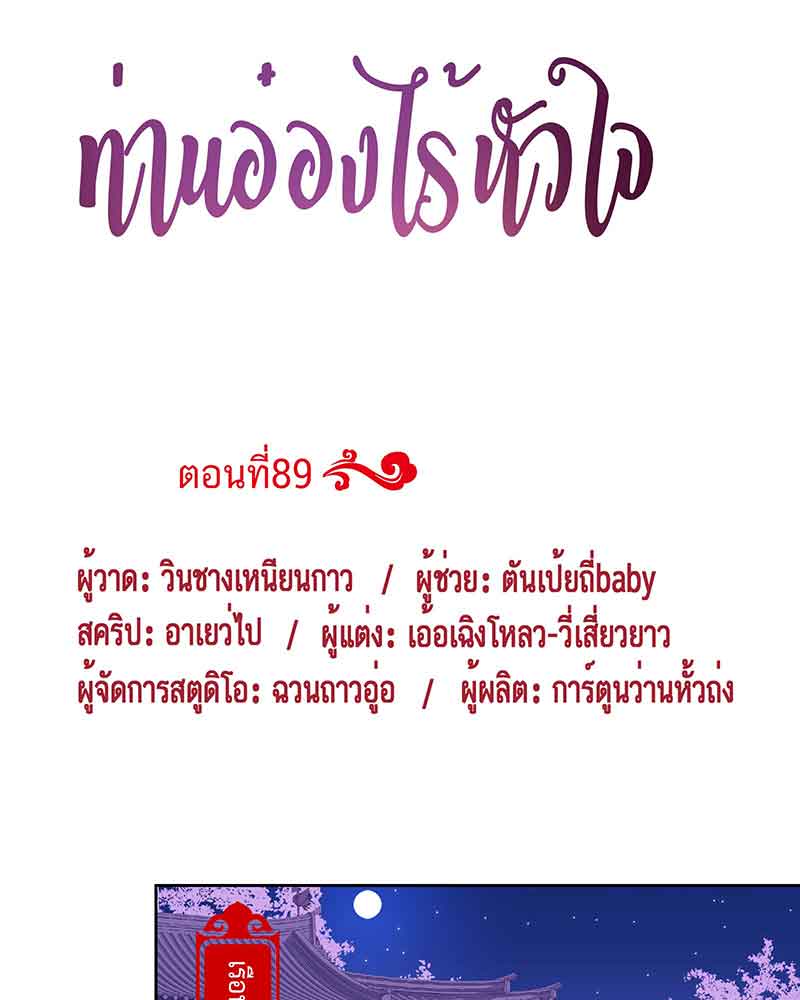 ท่านอ๋องไร้หัวใจ
ตอนที่89
ผู้วาด: วินชางเหนียนกาว / ผู้ช่วย: ตันเป้ยถี่baby
สคริป: อาเยว่ไป / ผู้แต่ง: เอ้อเฉิงโหลว-วี่เสี่ยวยาว
ผู้จัดการสตูดิโอ: ฉวนถาวอู่อ / ผู้ผลิต: การ์ตูนว่านหั้วถ่ง